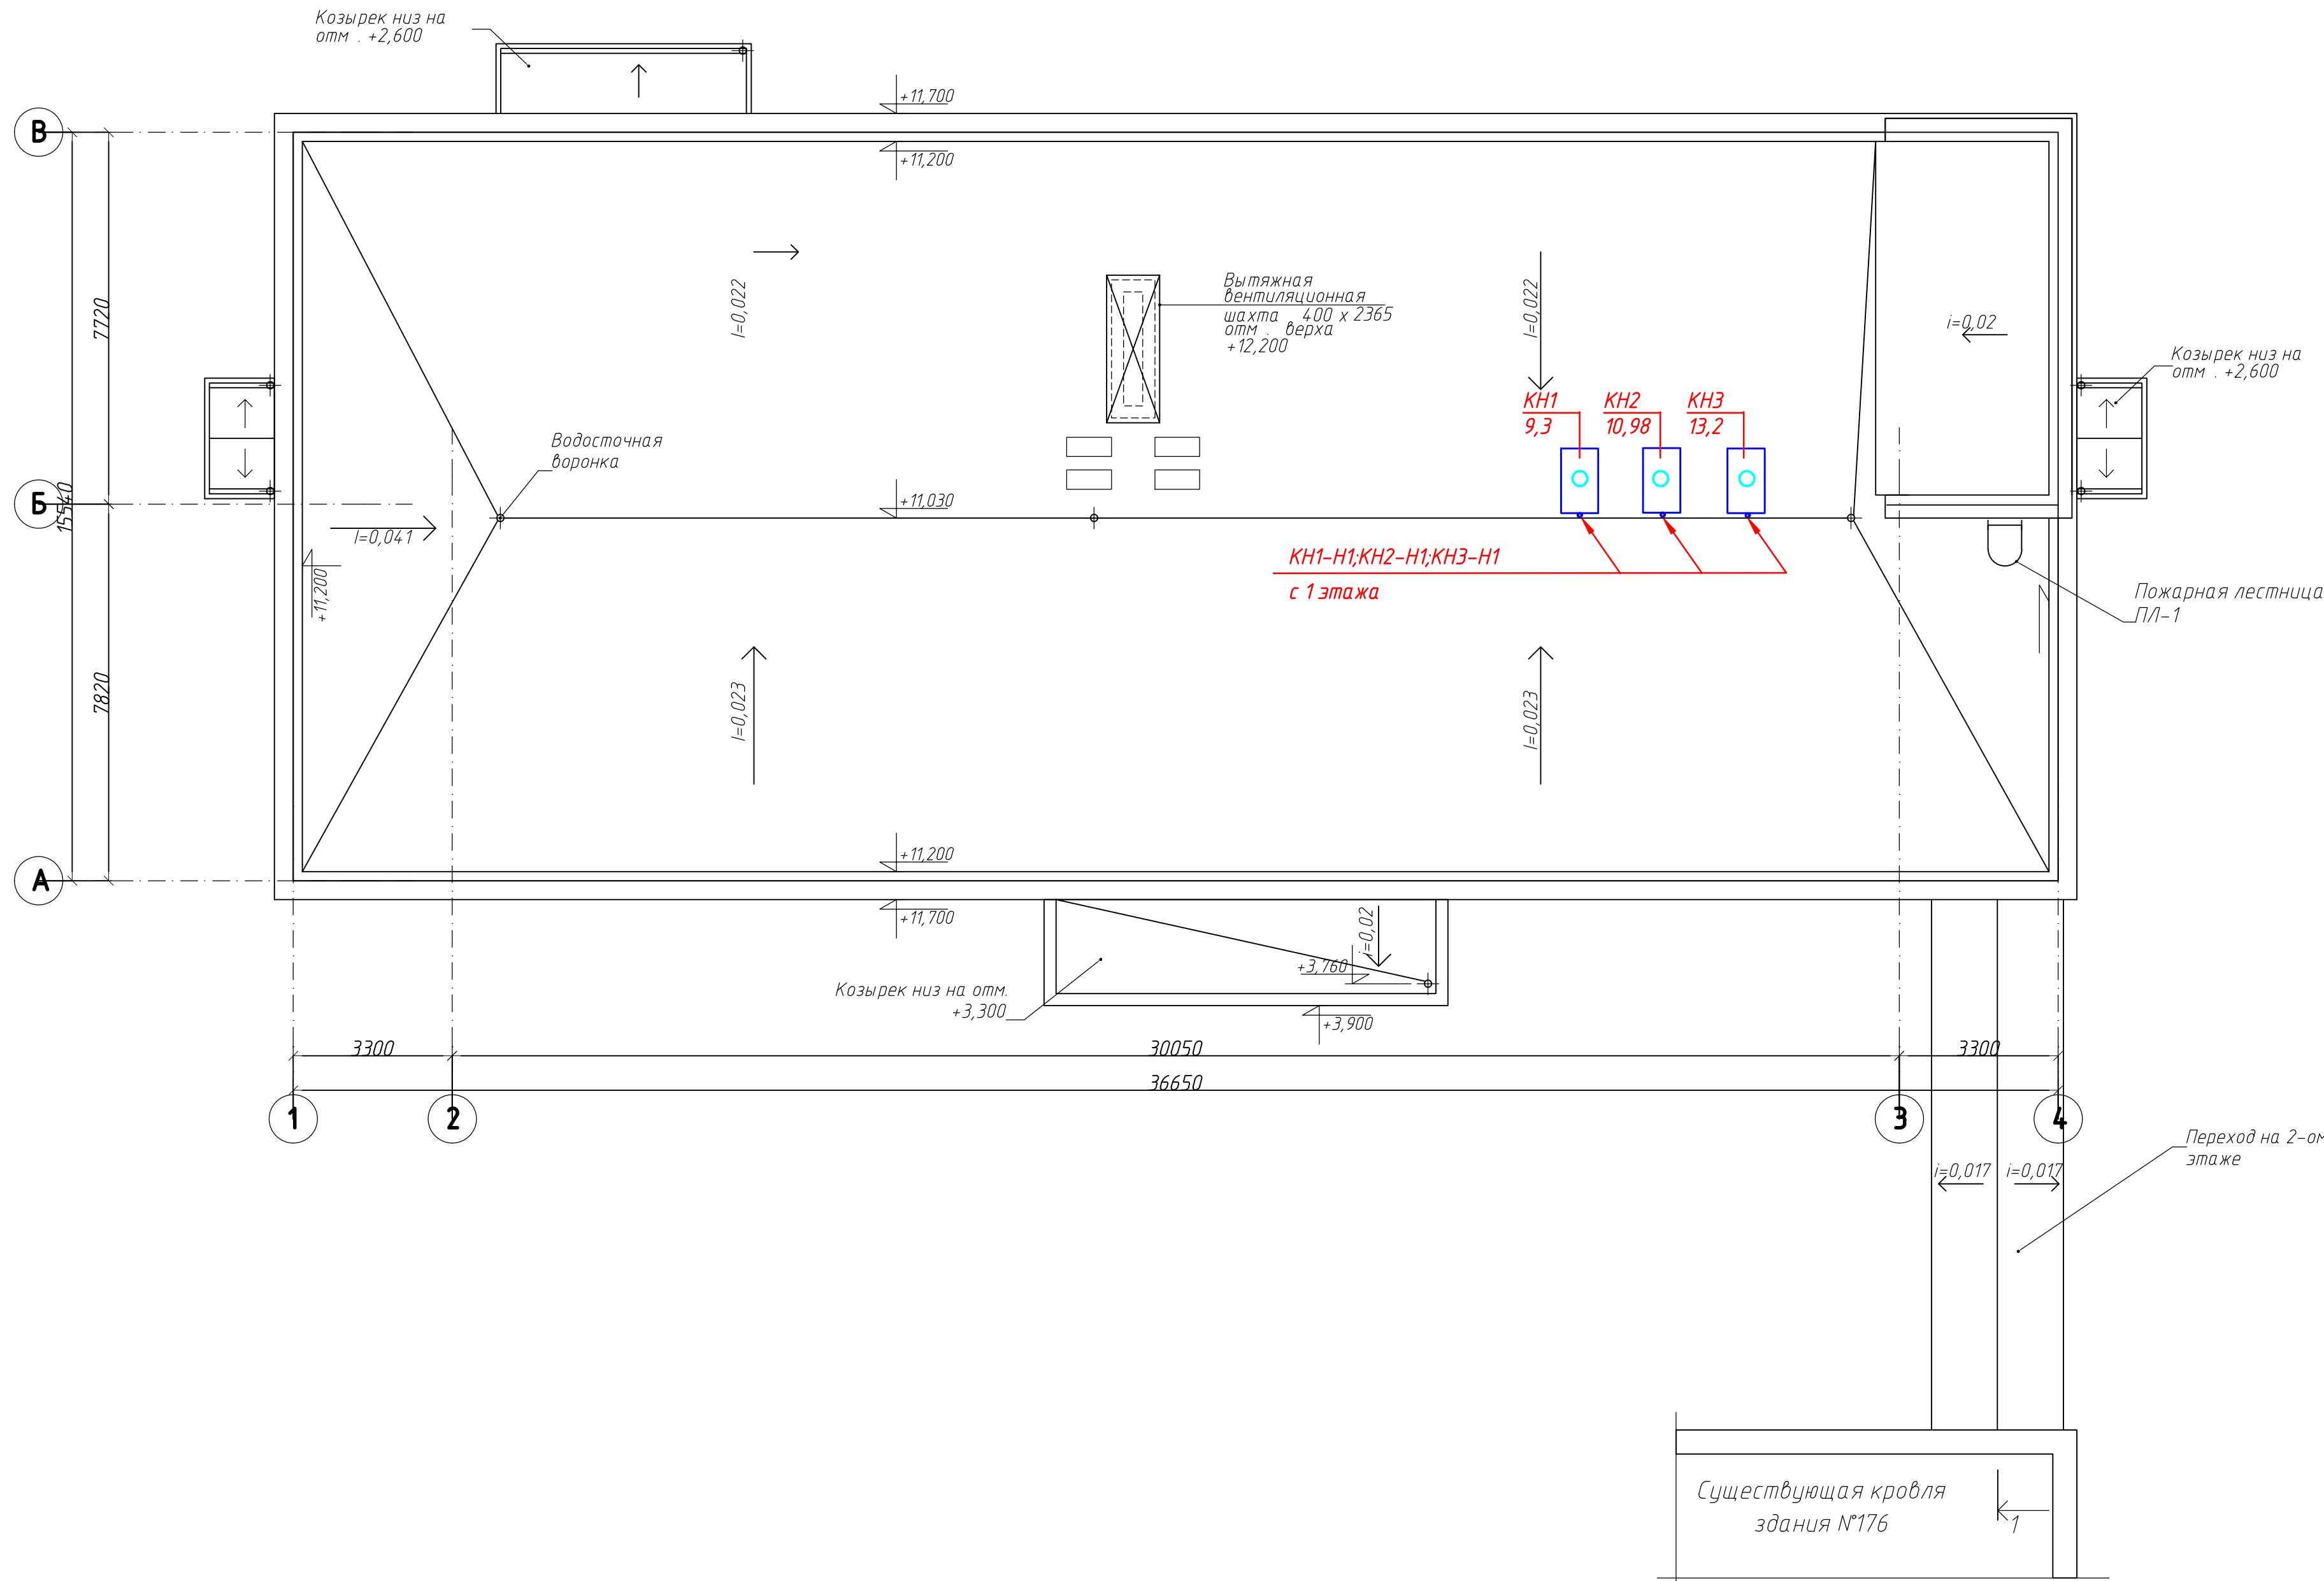 Козырек низ на
отм . +2,600
+11,700
В
+11,200
Вытяжная
вентиляционная
шахта 400 x 2365
отм . верха
+12,200
I=0,022
I=0,022
i=0,02
7720
Козырек низ на
отм . +2,600
КН1
9,3
КН2
10,98
КН3
13,2
Водосточная
воронка
Б
15540
+11,030
I=0,041
+11,200
КН1-Н1;КН2-Н1;КН3-Н1
с 1 этажа
Пожарная лестница
ПЛ-1
7820
I=0,023
I=0,023
+11,200
А
+11,700
i=0,02
+3,760
Козырек низ на отм.
+3,300
+3,900
3300
30050
3300
36650
1
2
3
4
Переход на 2-ом
этаже
i=0,017
i=0,017
Существующая кровля
здания №176
1